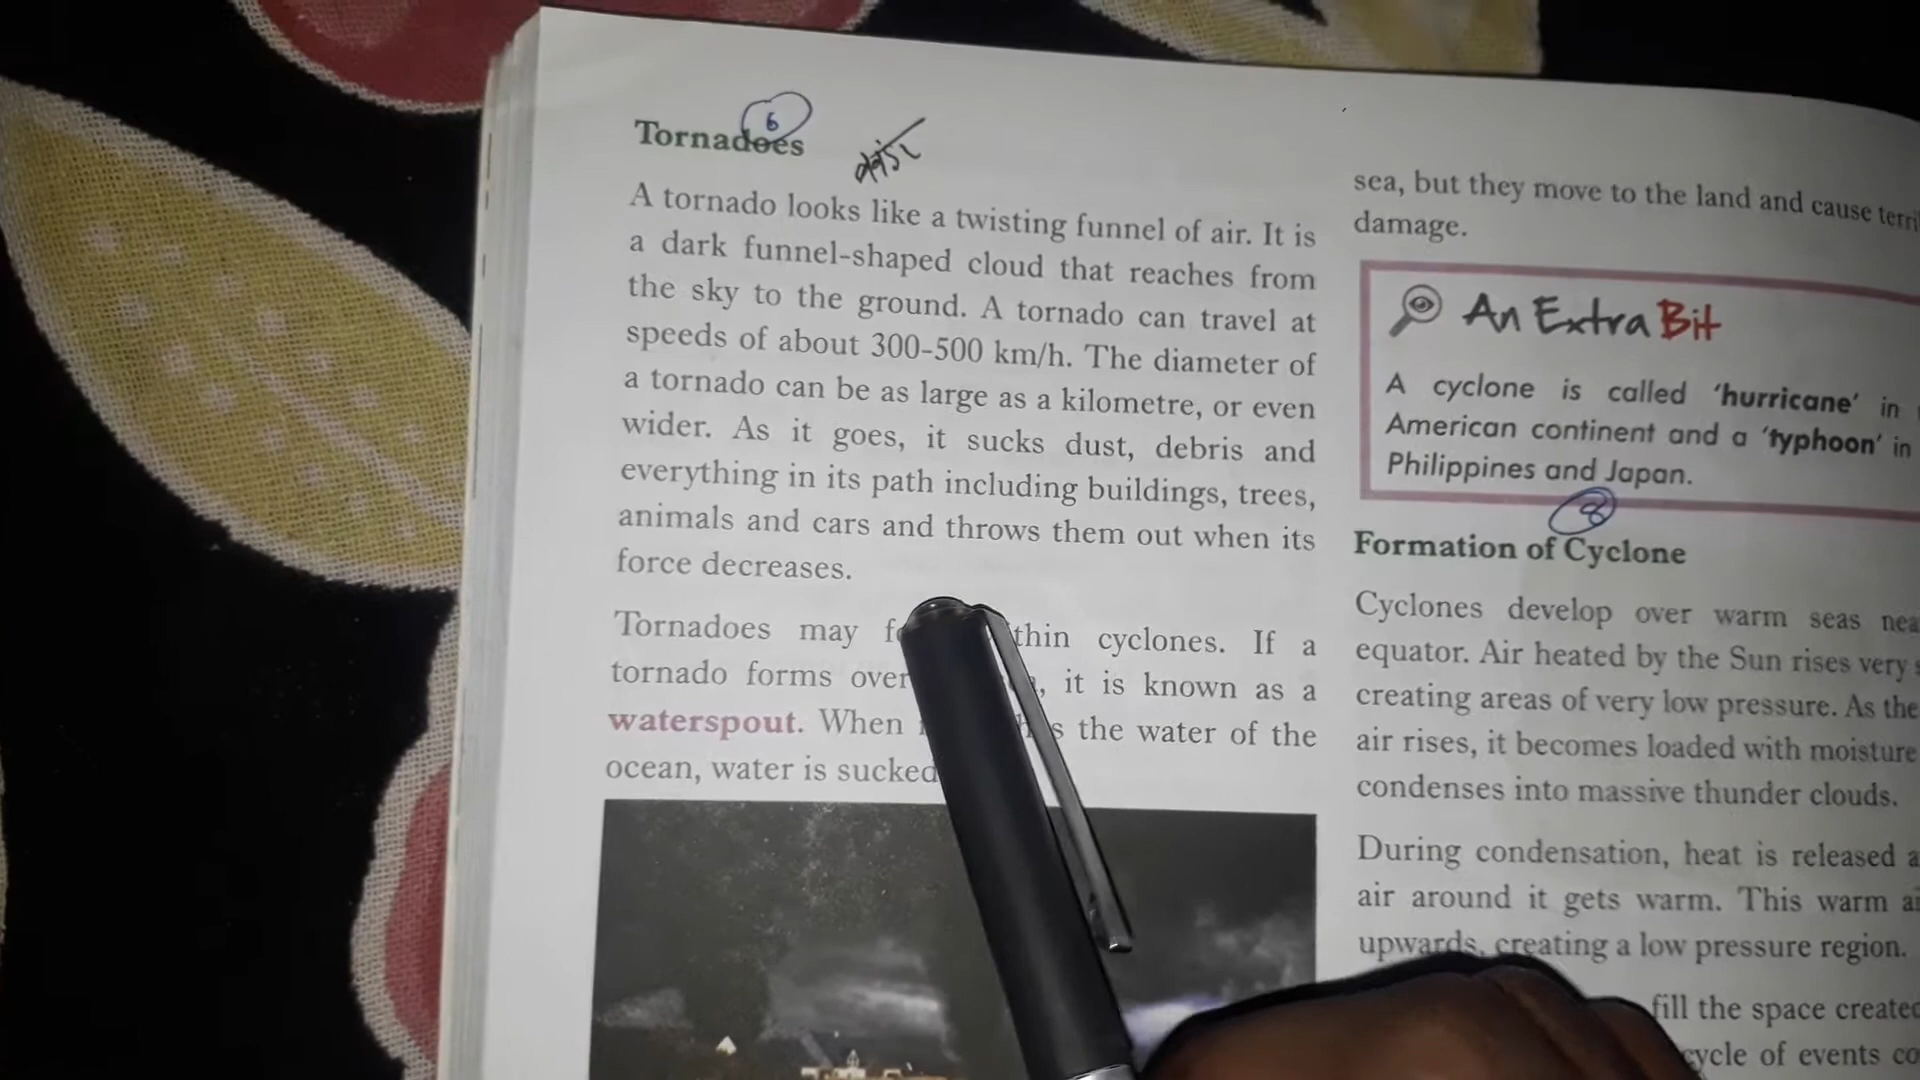 6
Tornadoes
A tornado looks like a twisting funnel of air. It is
a dark funnel-shaped cloud that reaches from
the sky to the ground. A tornado can travel at
speeds of about 300-500 km/h. The diameter of
a tornado can be as large as a kilometre, or even
wider. As it goes, it sucks dust, debris and
everything in its path including buildings, trees,
animals and cars and throws them out when its
force decreases.
Tornadoes may cyclones. If a
tornado forms over it is known as a
waterspout. When the water of the
ocean, water is sucked
sea, but they move to the land and cause
damage.
An Extra Bit
A cyclone is called 'hurricane' in
American continent and a 'typhoon' in
Philippines and Japan.
8
Formation of Cyclone
Cyclones develop over warm seas
equator. Air heated by the Sun rises very
creating areas of very low pressure. As the
air rises, it becomes loaded with moisture
condenses into massive thunder clouds.
During condensation, heat is released
air around it gets warm. This warm
upwards, creating a low pressure region.
fill the space created
cycle of events